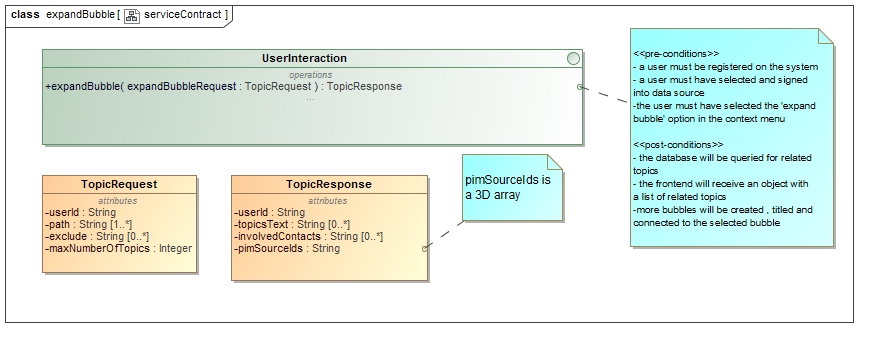 class expandBubble[ serviceContract ]
UserInteraction
operations
+expandBubble( expandBubbleRequest : TopicRequest ) : TopicResponse
...
<<pre-conditions>>
- a user must be registered on the system
- a user must have selected and signed
into data source
-the user must have selected the 'expand
bubble' option in the context menu
<<post-conditions>>
- the database will be queried for related
topics
- the frontend will receive an object with
a list of related topics
-more bubbles will be created , titled and
connected to the selected bubble
TopicRequest
attributes
-userId : String
-path : String [1..*]
-exclude : String [0..*]
-maxNumberOfTopics : Integer
TopicResponse
attributes
-userId : String
-topicsText : String [0..*]
-involvedContacts : String [0..*]
-pimSourceIds : String
pimSourceIds is
a 3D array